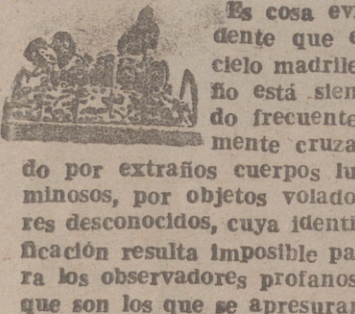 Es cosa evi
dente que e
cielo madrile
ño está sien
do frecuente
mente cruza
do por extraños cuerpos lu
minosos, por objetos volado
res desconocidos, cuya identi
ficación resulta imposible pa
ra los observadores profanos
que son los que se apresuran